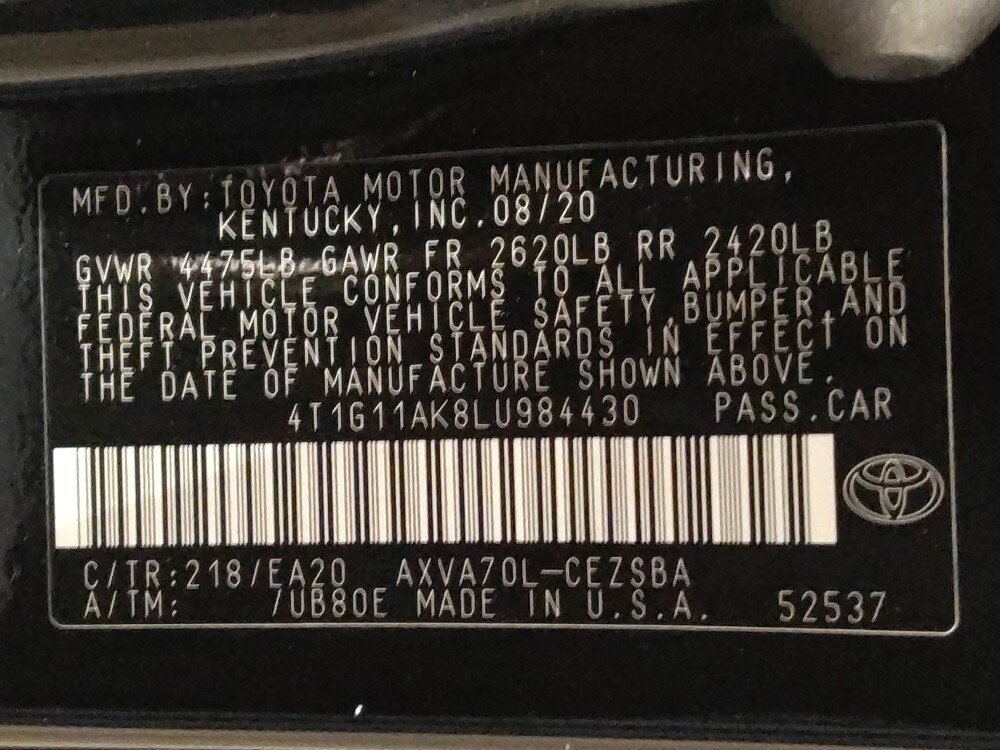 MFD.BY:TOYOTA MOTOR MANUFACTURING,
KENTUCKY,INC.08/20
GVWR 4475LB GAWR FR 2620LB RR 2420LB
THIS VEHICLE CONFORMS TO ALL APPLICABLE
FEDERAL MOTOR VEHICLE SAFETY,BUMPER,AND
THEFT PREVENTION STANDARDS IN EFFECT ON
THE DATE OF MANUFACTURE SHOWN ABOVE.
4T1G11AK8LU984430 PASS.CAR
C/TR:218/EA20 AXVA70L-CEZSBA
A/TM: /UB80E MADE IN U.S.A. 52537